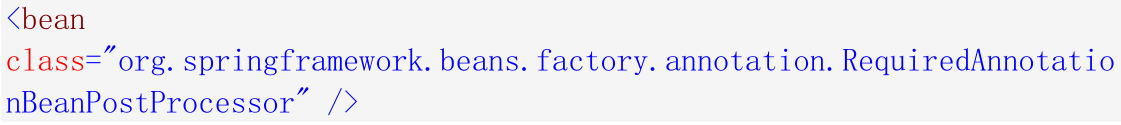 <bean
class="org.springframework.beans.factory.annotation.RequiredAnnotatio
nBeanPostProcessor" />